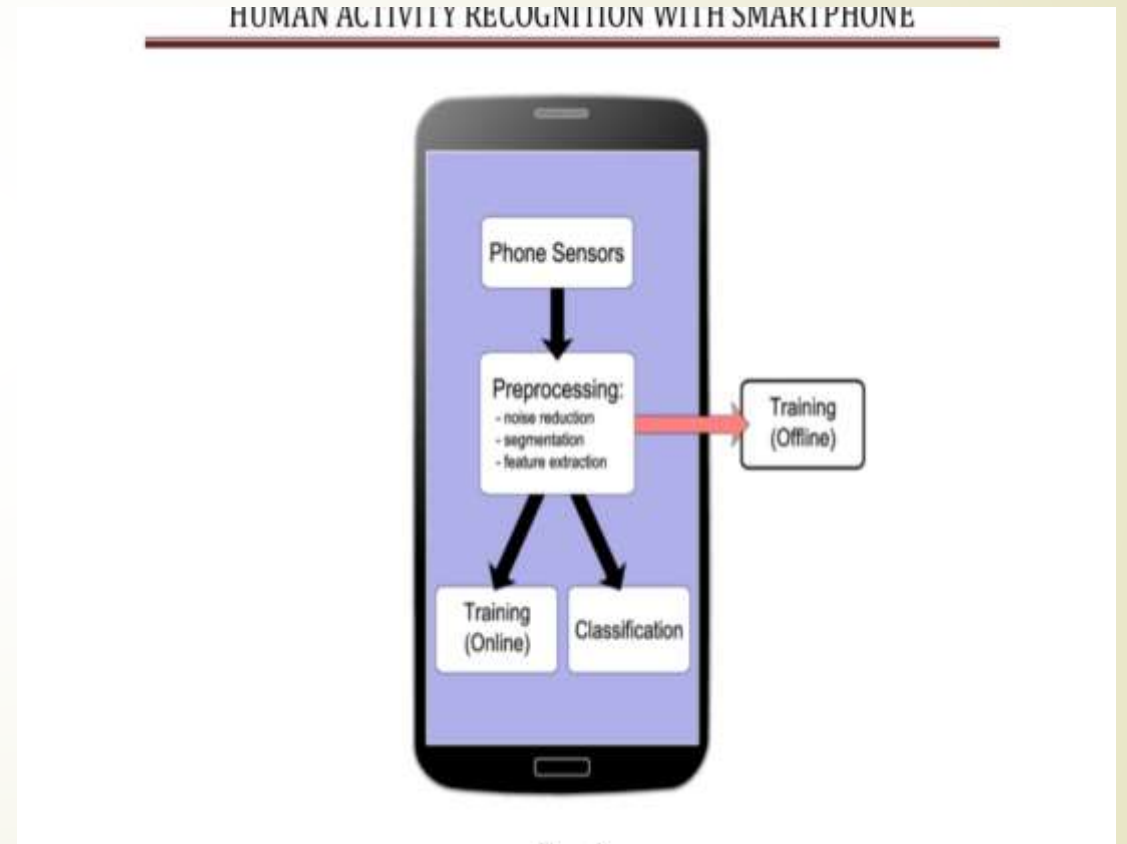 HUMAN ACTIVITY RECOGNITION WITH SMARTPHONE
Phone Sensors
Preprocessing:
- noise reduction
- segmentation
- feature extraction
Training
(Offline)
Training
(Online)
Classification